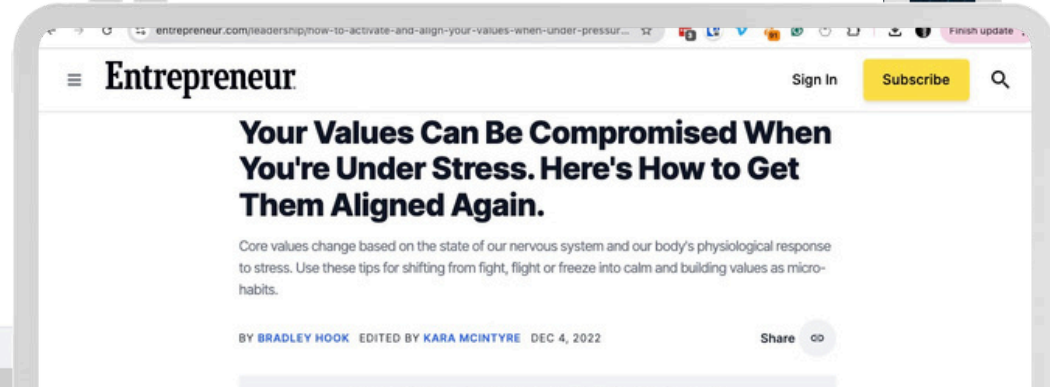 entrepreneur.com/leadership/how-to-activate-and-align-your-values-when-under-pressur...
Finish update
Entrepreneur
Sign In
Subscribe
Your Values Can Be Compromised When
You're Under Stress. Here's How to Get
Them Aligned Again.
Core values change based on the state of our nervous system and our body's physiological response
to stress. Use these tips for shifting from fight, flight or freeze into calm and building values as micro-
habits.
BY BRADLEY HOOK EDITED BY KARA MCINTYRE DEC 4, 2022
Share